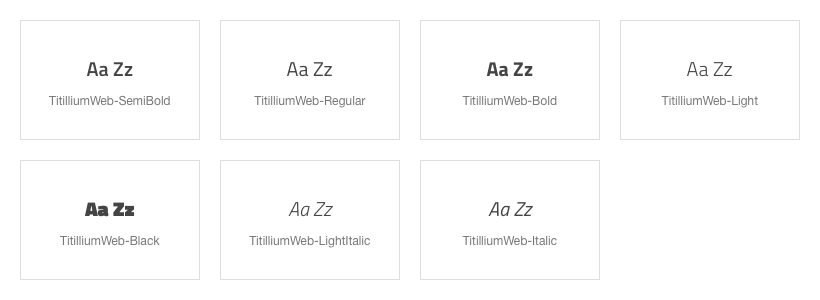 Aa Zz
TitilliumWeb-SemiBold
Aa Zz
TitilliumWeb-Regular
Aa Zz
TitilliumWeb-Bold
Aa Zz
TitilliumWeb-Light
Aa Zz
TitilliumWeb-Black
Aa Zz
TitilliumWeb-LightItalic
Aa Zz
TitilliumWeb-Italic